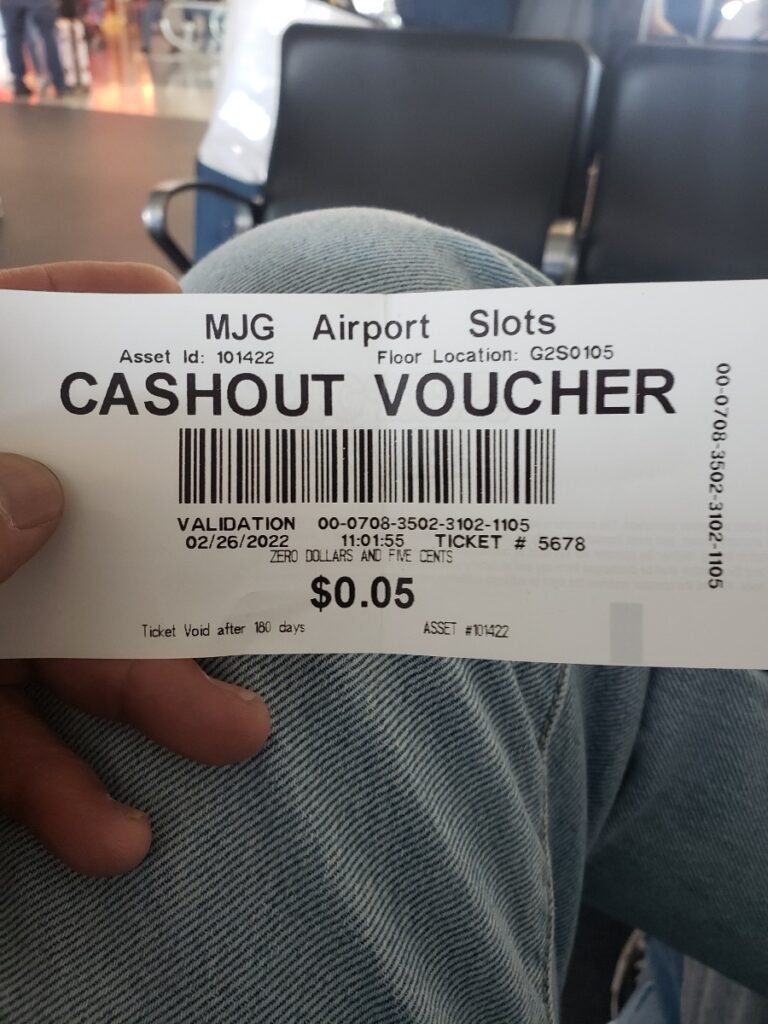 MJG Airport Slots
Asset Id: 101422 Floor Location: G2S0105
CASHOUT VOUCHER
VALIDATION 00-0708-3502-3102-1105
02/26/2022 11:01:55 TICKET # 5678
ZERO DOLLARS AND FIVE CENTS
$0.05
Ticket Void after 180 days ASSET #101422
00-0708-3502-3102-1105